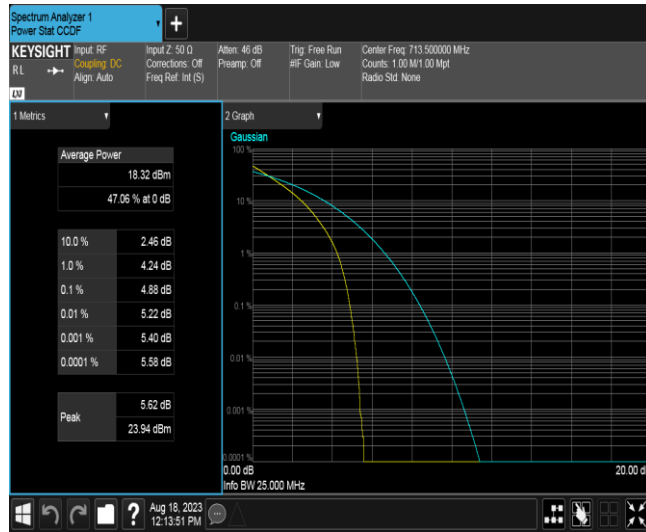 Spectrum Analyzer 1
Power Stat CCDF
+
KEYSIGHT
RL
LXI
Input: RF
Coupling: DC
Align: Auto
Input Z: 50 Ω
Corrections: Off
Freq Ref: Int (S)
Atten: 46 dB
Preamp: Off
Trig: Free Run
#IF Gain: Low
Center Freq: 713.500000 MHz
Counts: 1.00 M/1.00 Mpt
Radio Std: None
1 Metrics
Average Power
18.32 dBm
47.06 % at 0 dB
10.0 % 2.46 dB
1.0 % 4.24 dB
0.1 % 4.88 dB
0.01 % 5.22 dB
0.001 % 5.40 dB
0.0001 % 5.58 dB
Peak
5.62 dB
23.94 dBm
2 Graph
Gaussian
100 %
10 %
1 %
0.1 %
0.01 %
0.001 %
0.0001 %
0.00 dB
20.00 d
Info BW 25.000 MHz
?
Aug 18, 2023
12:13:51 PM